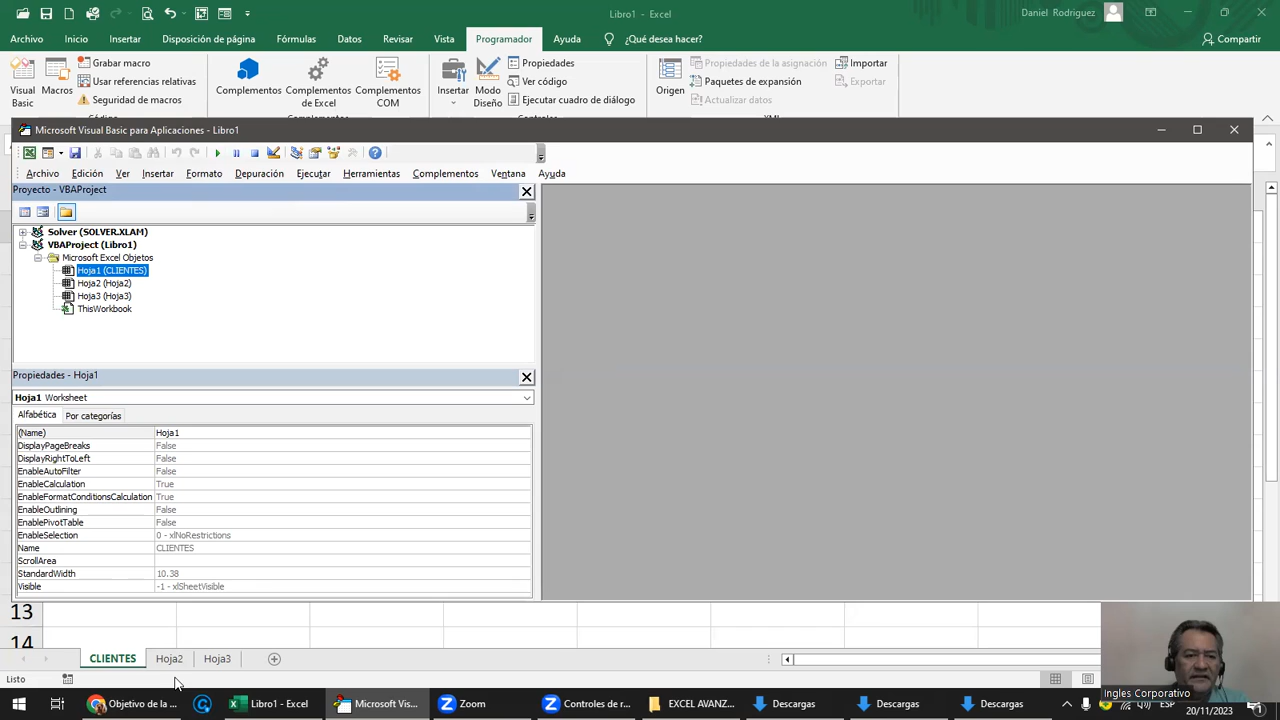 Libro1 - Excel
Daniel Rodriguez
Archivo Inicio Insertar Disposición de página Fórmulas Datos Revisar Vista Programador Ayuda ¿Qué desea hacer? Compartir
Visual Basic
Macros
Grabar macro
Usar referencias relativas
Seguridad de macros
Complementos
Complementos de Excel
Complementos COM
Insertar
Modo Diseño
Propiedades
Ver código
Ejecutar cuadro de diálogo
Origen
Propiedades de la asignación
Paquetes de expansión
Actualizar datos
Importar
Exportar
Microsoft Visual Basic para Aplicaciones - Libro1
Archivo Edición Ver Insertar Formato Depuración Ejecutar Herramientas Complementos Ventana Ayuda
Proyecto - VBAProject
Solver (SOLVER.XLAM)
VBAProject (Libro1)
Microsoft Excel Objetos
Hoja1 (CLIENTES)
Hoja2 (Hoja2)
Hoja3 (Hoja3)
ThisWorkbook
Propiedades - Hoja1
Hoja1 Worksheet
Alfabética Por categorías
(Name) Hoja1
DisplayPageBreaks False
DisplayRightToLeft False
EnableAutoFilter False
EnableCalculation True
EnableFormatConditionsCalculation True
EnableOutlining False
EnablePivotTable False
EnableSelection 0 - xlNoRestrictions
Name CLIENTES
ScrollArea
StandardWidth 10.38
Visible -1 - xlSheetVisible
13
14
CLIENTES Hoja2 Hoja3
Listo
Ingles Corporativo
Objetivo de la ... Libro1 - Excel Microsoft Vis... Zoom Controles de r... EXCEL AVANZ... Descargas Descargas Descargas
ESP
20/11/2023